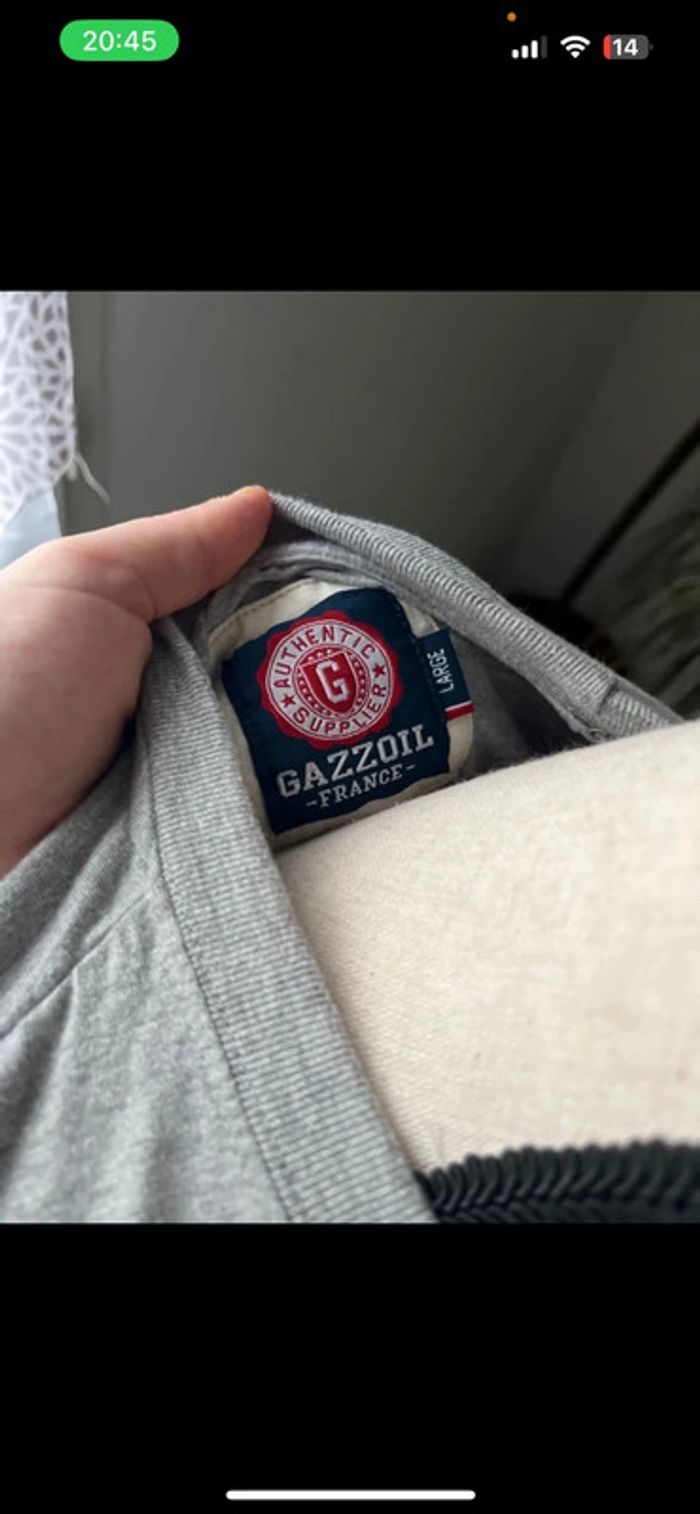 20:45
14
AUTHENTIC
G
SUPPLIER
LARGE
GAZZOIL
-FRANCE-